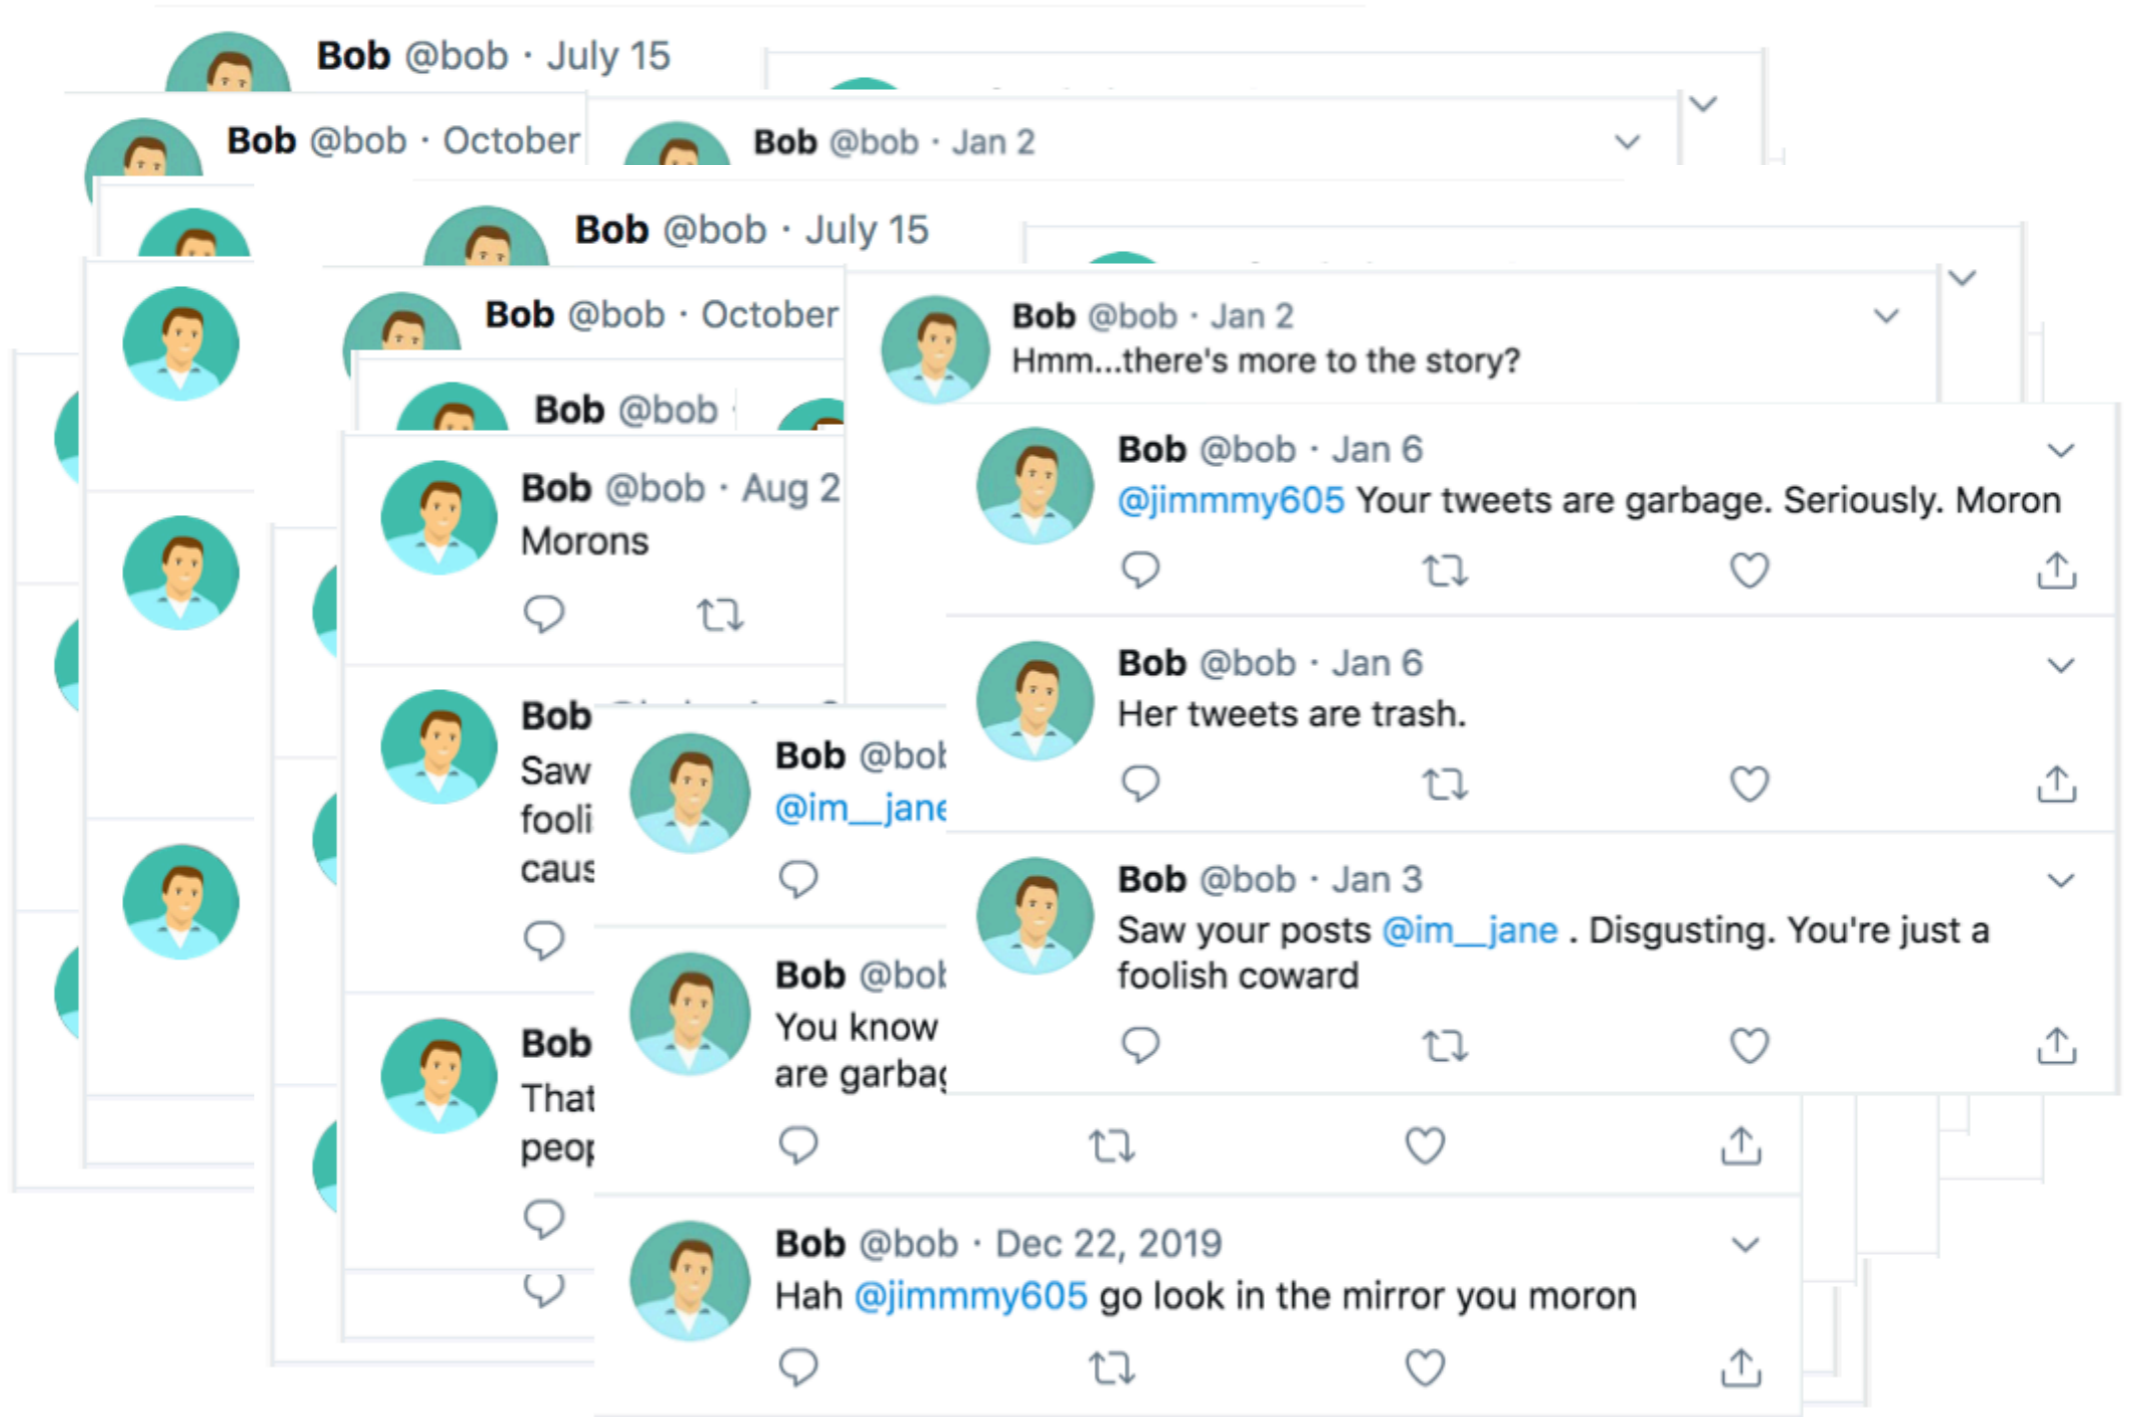 Bob @bob · July 15
Bob @bob · October
Bob @bob · Jan 2
Bob @bob · July 15
Bob @bob · October
Bob @bob
Bob @bob · Aug 2
Morons
Bob
Saw
Bob
That
Bob @bob · Jan 2
Hmm...there's more to the story?
Bob
@im__jane
Bob
You know
are
Bob @bob · Dec 22, 2019
Hah @jimmmy605 go look in the mirror you moron
Bob @bob · Jan 6
@jimmmy605 Your tweets are garbage. Seriously. Moron
Bob @bob · Jan 6
Her tweets are trash.
Bob @bob · Jan 3
Saw your posts @im__jane . Disgusting. You're just a
foolish coward